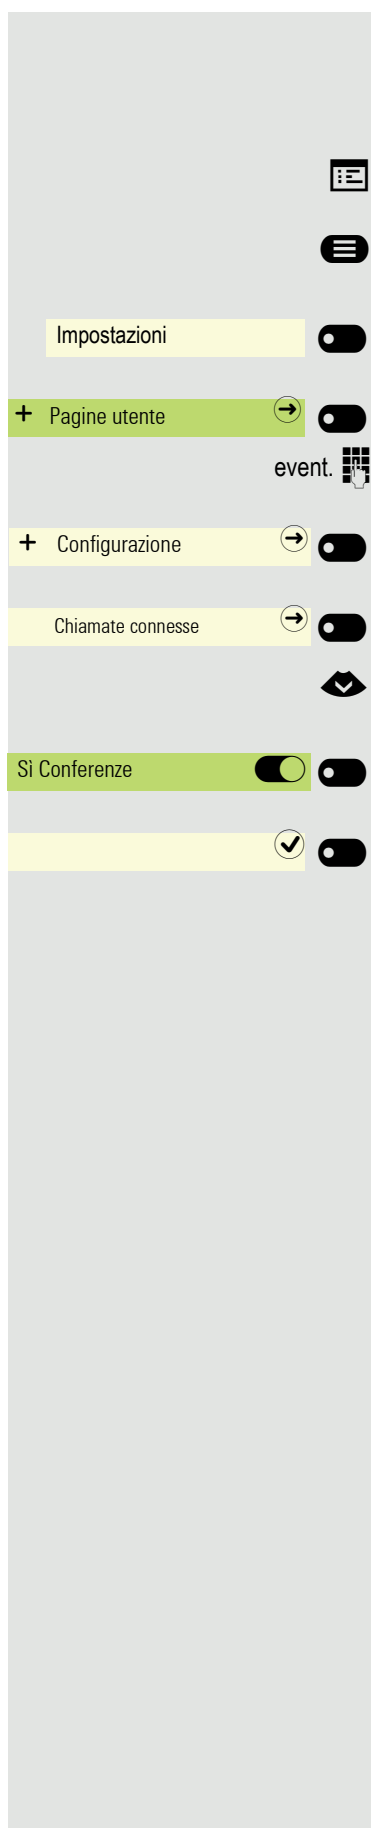 Impostazioni
+ Pagine utente
event.
+ Configurazione
Chiamate connesse
Sì Conferenze